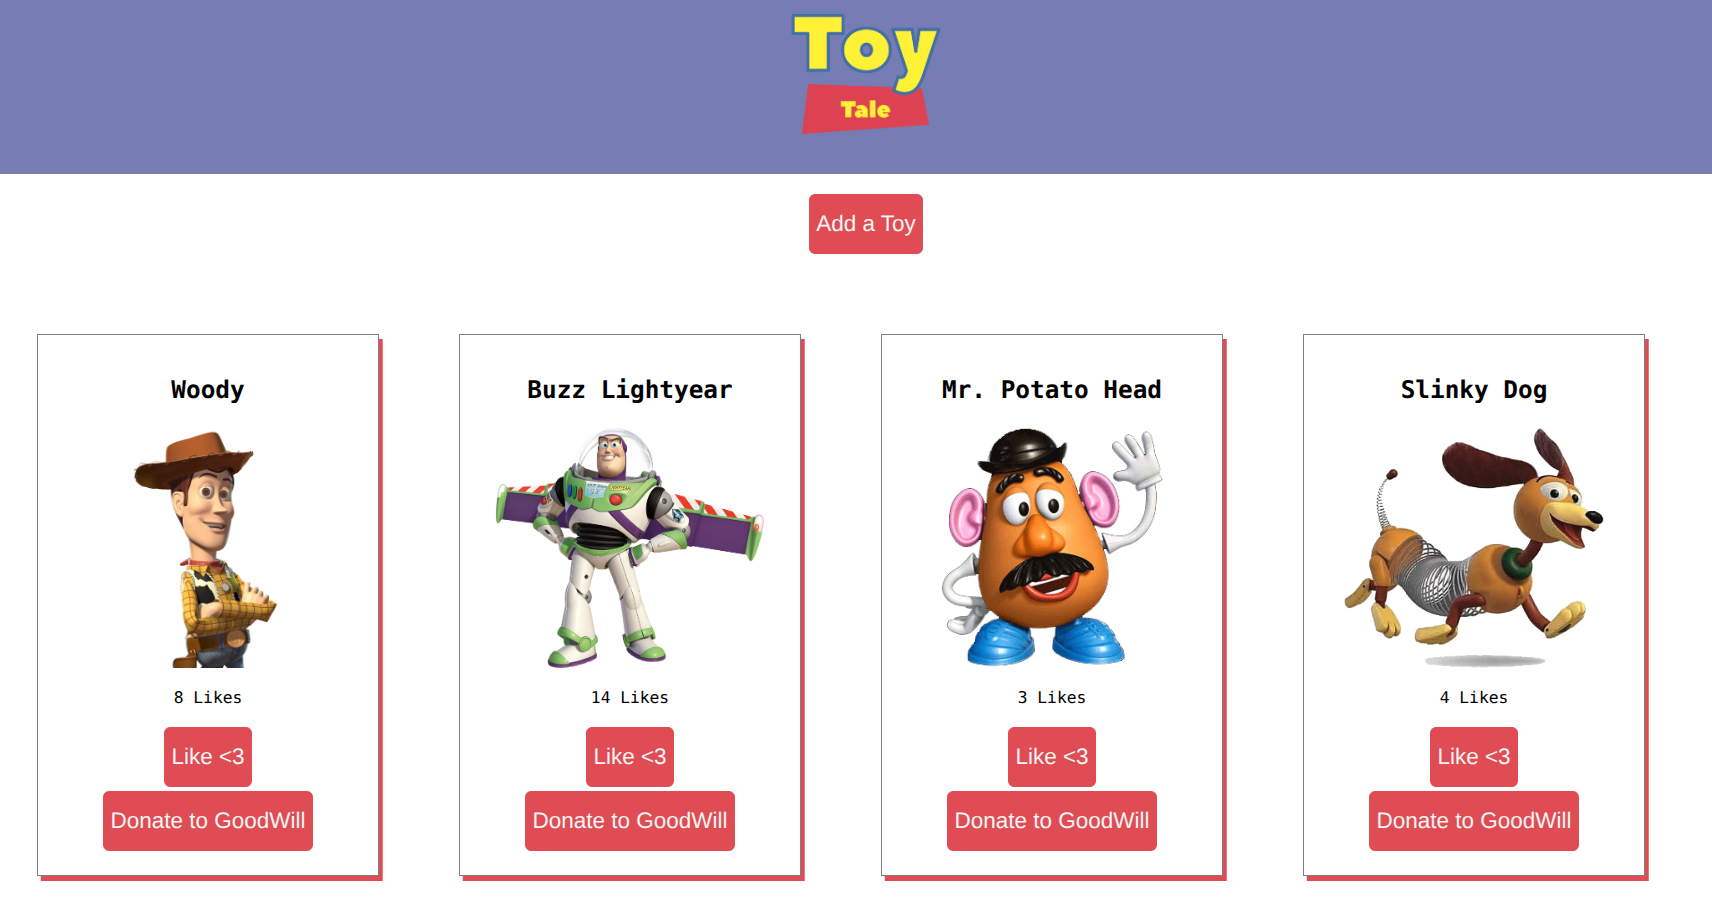 Toy
Tale
Add a Toy
Woody
8 Likes
Like <3
Donate to GoodWill
Buzz Lightyear
14 Likes
Like <3
Donate to GoodWill
Mr. Potato Head
3 Likes
Like <3
Donate to GoodWill
Slinky Dog
4 Likes
Like <3
Donate to GoodWill